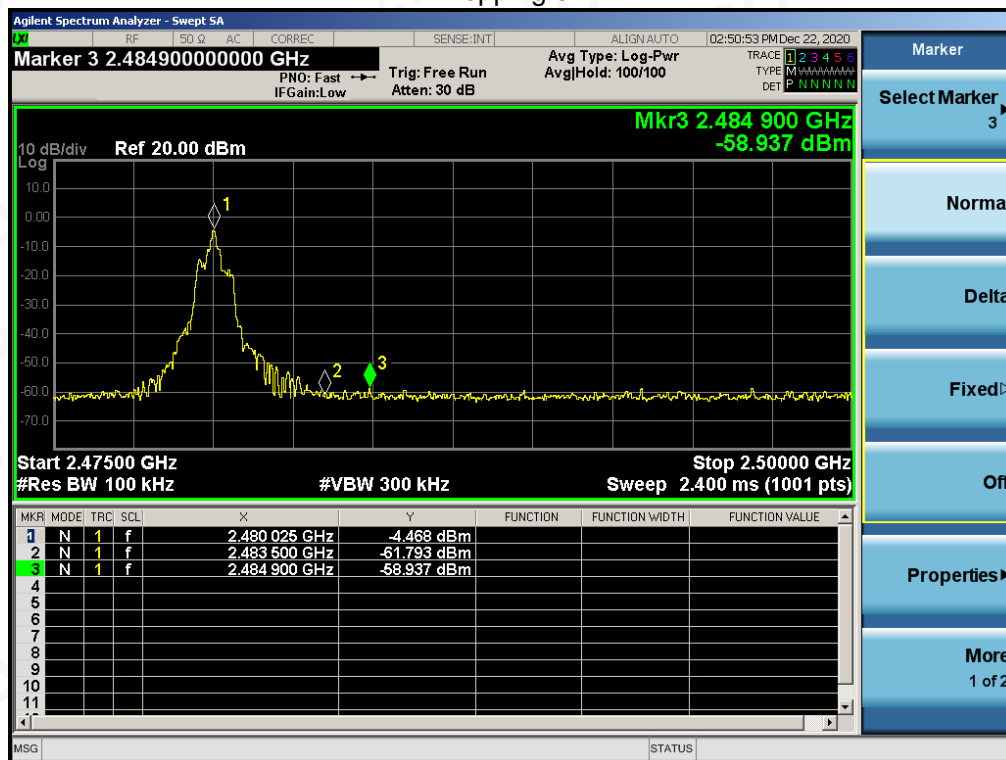 Agilent Spectrum Analyzer - Swept SA
LXI RF 50 Ω AC CORREC SENSE:INT ALIGN AUTO 02:50:53 PM Dec 22, 2020
Marker 3 2.484900000000 GHz
PNO: Fast
IFGain:Low
Trig: Free Run
Atten: 30 dB
Avg Type: Log-Pwr
Avg|Hold: 100/100
TRACE 1 2 3 4 5 6
TYPE M WWWWW
DET P N N N N N
Mkr3 2.484 900 GHz
-58.937 dBm
10 dB/div Ref 20.00 dBm
Log
10.0
0.00
-10.0
-20.0
-30.0
-40.0
-50.0
-60.0
-70.0
1
2
3
Start 2.47500 GHz Stop 2.50000 GHz
#Res BW 100 kHz #VBW 300 kHz Sweep 2.400 ms (1001 pts)
MKR MODE TRC SCL X Y FUNCTION FUNCTION WIDTH FUNCTION VALUE
1 N 1 f 2.480 025 GHz -4.468 dBm
2 N 1 f 2.483 500 GHz -61.793 dBm
3 N 1 f 2.484 900 GHz -58.937 dBm
4
5
6
7
8
9
10
11
MSG STATUS
Marker
Select Marker
3
Norma
Delta
Fixed
Off
Properties
More
1 of 2